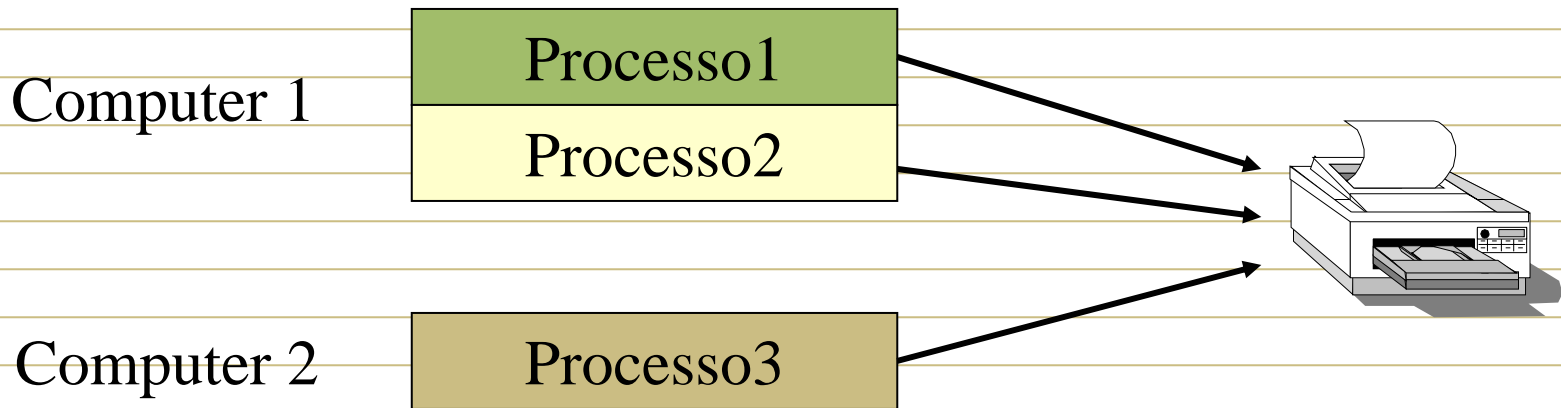 Processo1
Computer 1
Processo2
Computer 2
Processo3